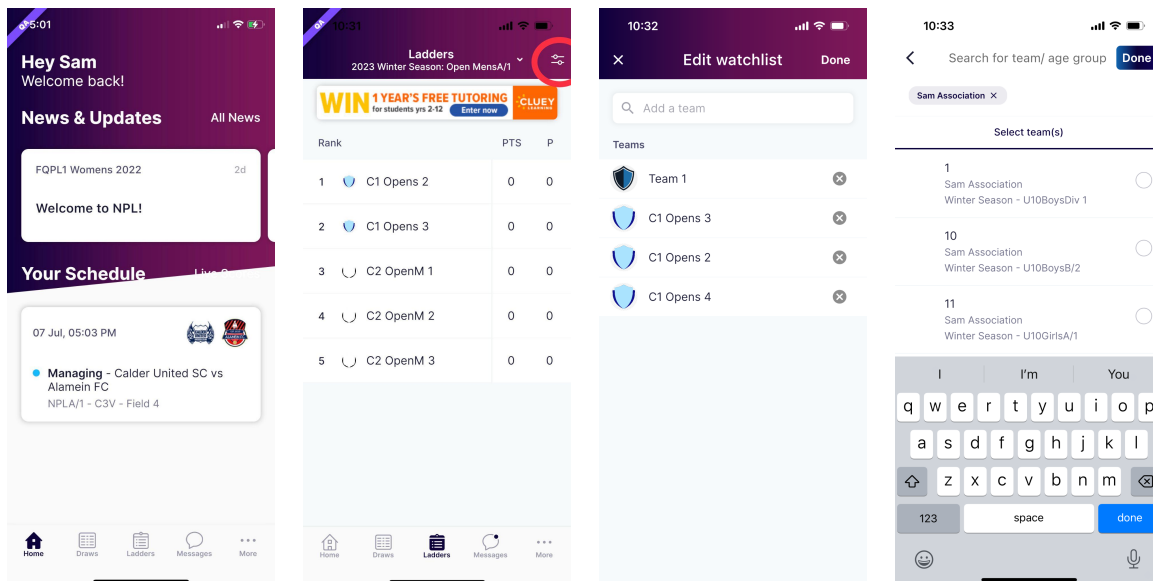 5:01
Hey Sam
Welcome back!
News & Updates
All News
FQPL1 Womens 2022
2d
Welcome to NPL!
Your Schedule
07 Jul, 05:03 PM
Managing - Calder United SC vs
Alamein FC
NPLA/1 - C3V - Field 4
Home
Draws
Ladders
Messages
More
10:31
Ladders
2023 Winter Season: Open MensA/1
WIN
1 YEAR'S FREE TUTORING
for students yrs 2-12
Enter now
CLUEY
LEARNING
Rank
PTS
P
1 C1 Opens 2 0 0
2 C1 Opens 3 0 0
3 C2 OpenM 1 0 0
4 C2 OpenM 2 0 0
5 C2 OpenM 3 0 0
Home
Draws
Ladders
Messages
More
10:32
Edit watchlist
Done
Add a team
Teams
Team 1
C1 Opens 3
C1 Opens 2
C1 Opens 4
10:33
Search for team/ age group
Done
Sam Association ×
Select team(s)
1
Sam Association
Winter Season - U10BoysDiv 1
10
Sam Association
Winter Season - U10BoysB/2
11
Sam Association
Winter Season - U10GirlsA/1
I I'm You
q w e r t y u i o p
a s d f g h j k l
z x c v b n m
123 space done